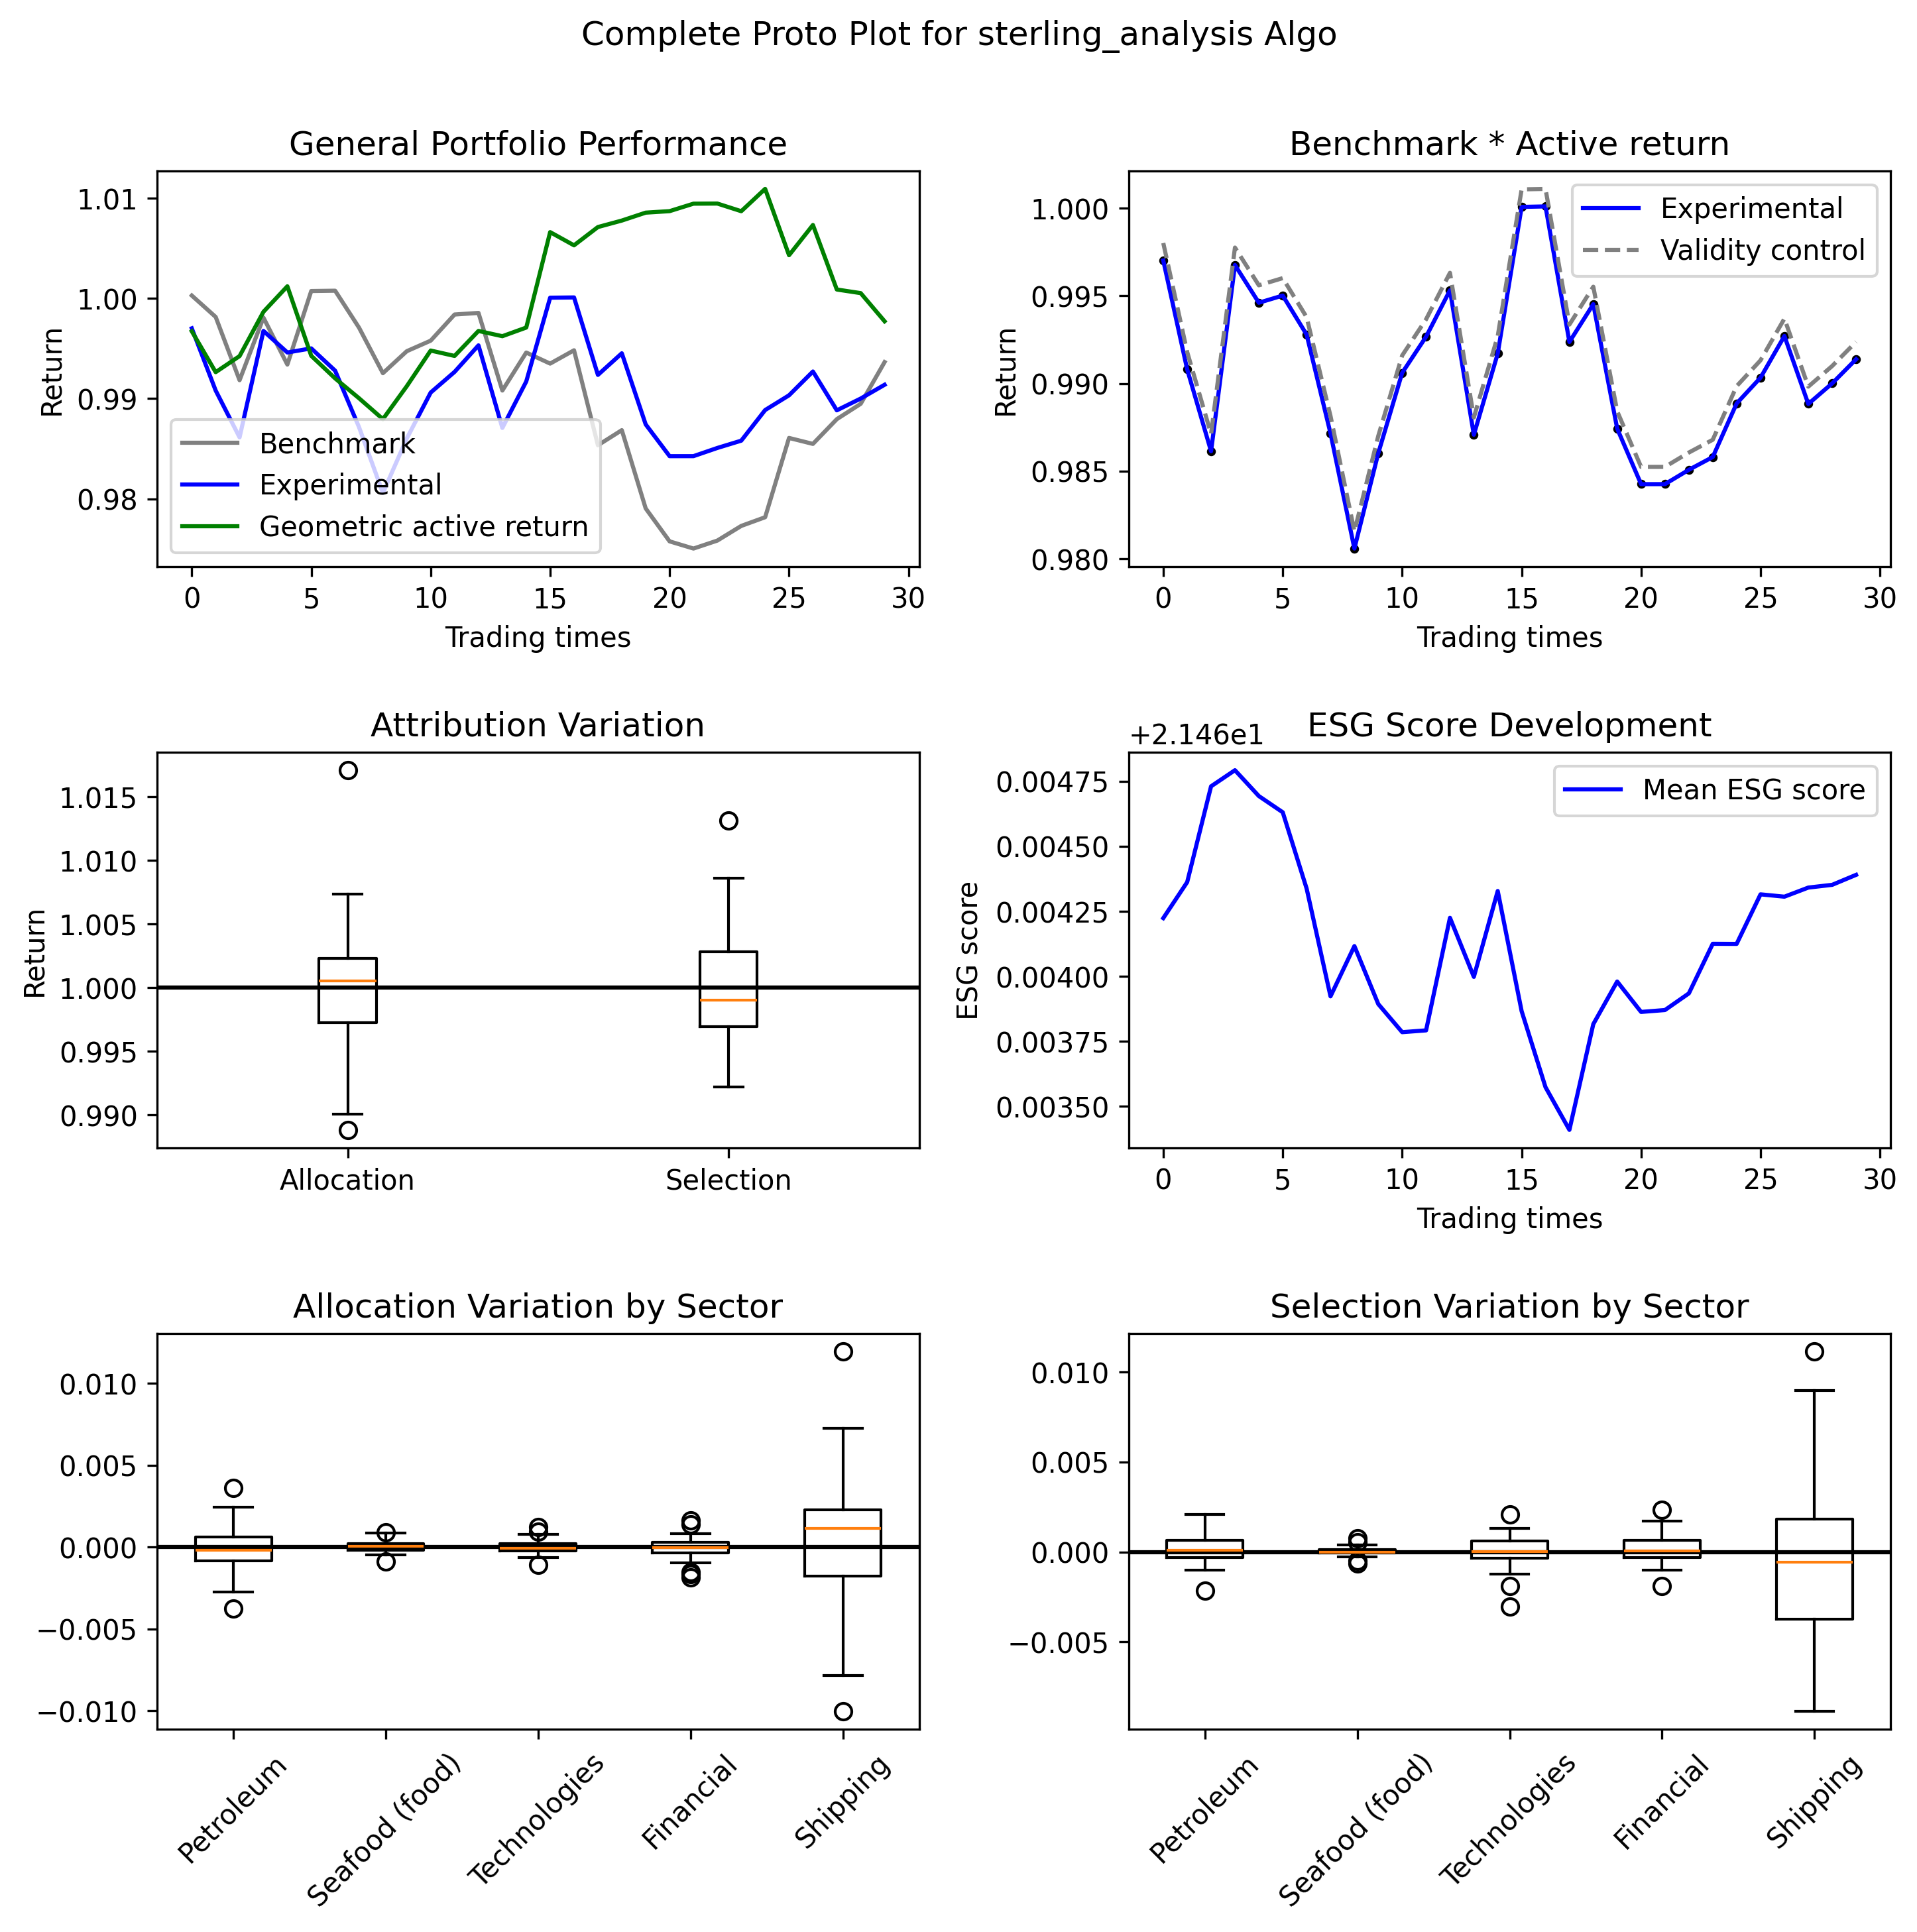 Complete Proto Plot for sterling_analysis Algo
General Portfolio Performance
Return
1.01
1.00
0.99
0.98
Benchmark
Experimental
Geometric active return
0 5 10 15 20 25 30
Trading times
Benchmark * Active return
Return
1.000
0.995
0.990
0.985
0.980
Experimental
Validity control
0 5 10 15 20 25 30
Trading times
Attribution Variation
Return
1.015
1.010
1.005
1.000
0.995
0.990
Allocation Selection
ESG Score Development
+2.146e1
ESG score
0.00475
0.00450
0.00425
0.00400
0.00375
0.00350
Mean ESG score
0 5 10 15 20 25 30
Trading times
Allocation Variation by Sector
0.010
0.005
0.000
−0.005
−0.010
Petroleum
Seafood (food)
Technologies
Financial
Shipping
Selection Variation by Sector
0.010
0.005
0.000
−0.005
Petroleum
Seafood (food)
Technologies
Financial
Shipping